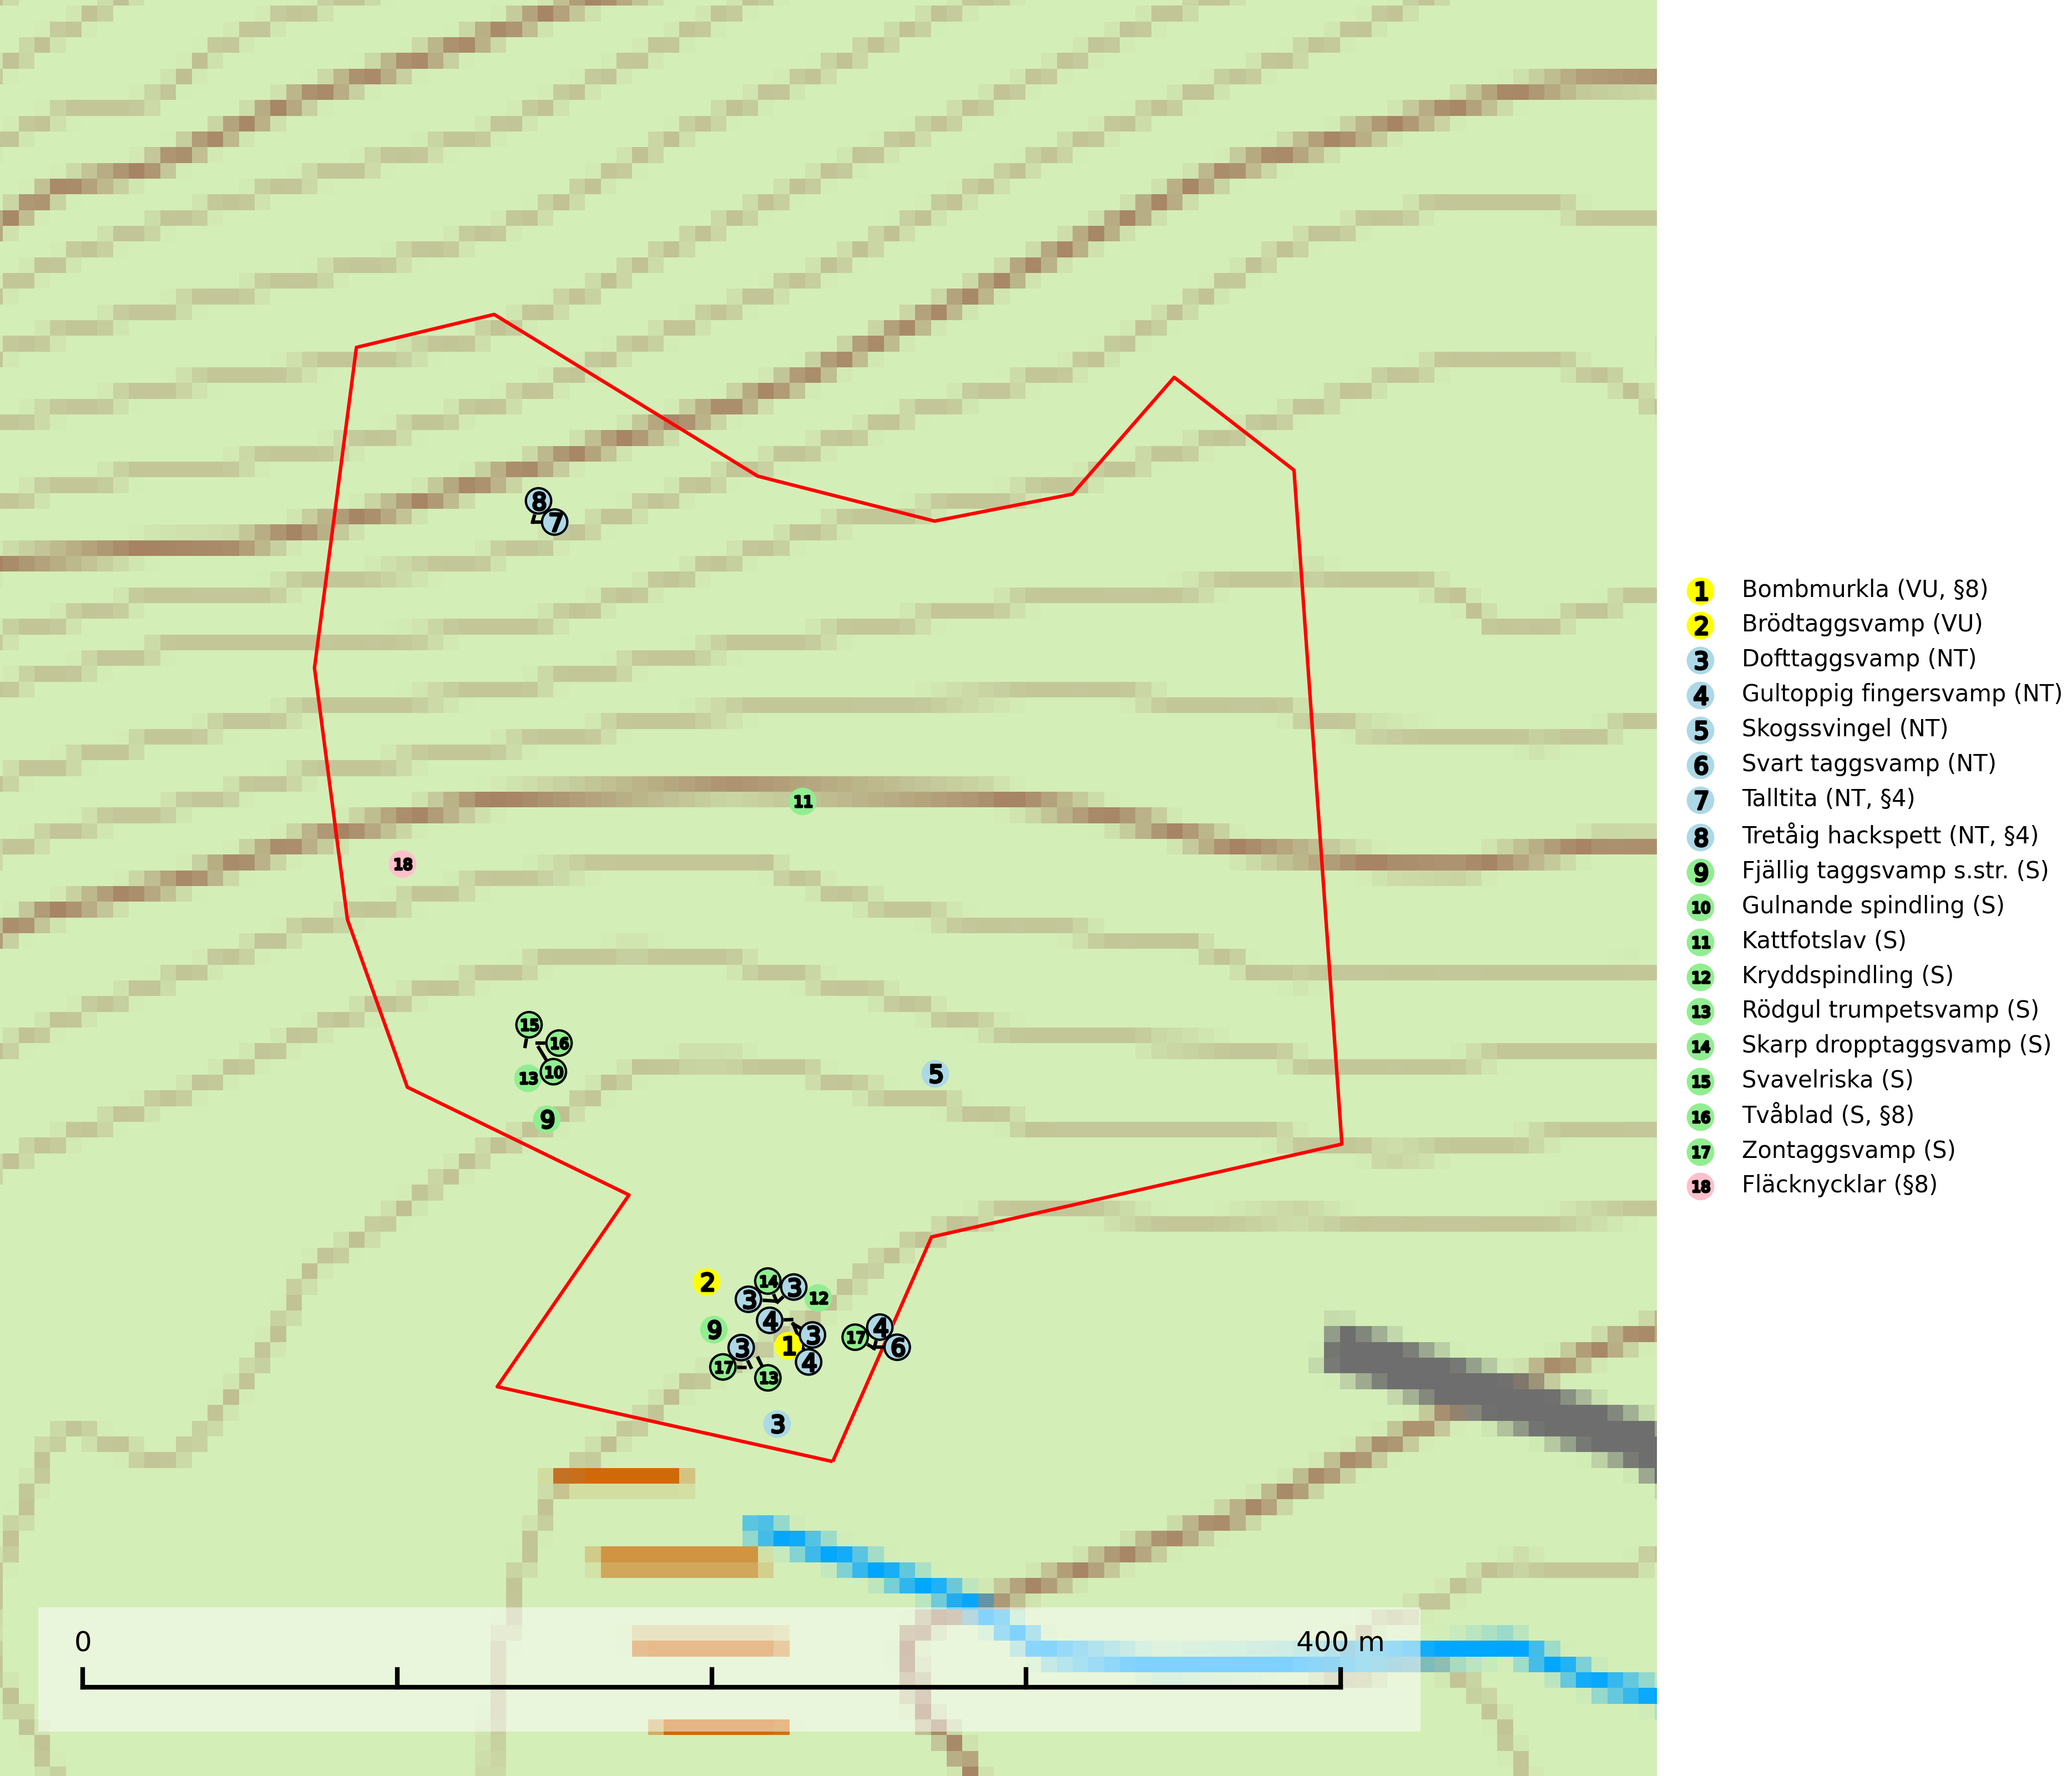 8
7
11
18
15
16
13
10
5
9
2
14
3
3
12
4
9
3
4
3
1
17
6
17
4
13
3
0
400 m
1 Bombmurkla (VU, §8)
2 Brödtaggsvamp (VU)
3 Dofttaggsvamp (NT)
4 Gultoppig fingersvamp (NT)
5 Skogssvingel (NT)
6 Svart taggsvamp (NT)
7 Talltita (NT, §4)
8 Tretåig hackspett (NT, §4)
9 Fjällig taggsvamp s.str. (S)
10 Gulnande spindling (S)
11 Kattfotslav (S)
12 Kryddspindling (S)
13 Rödgul trumpetsvamp (S)
14 Skarp dropptaggsvamp (S)
15 Svavelriska (S)
16 Tvåblad (S, §8)
17 Zontaggsvamp (S)
18 Fläcknycklar (§8)